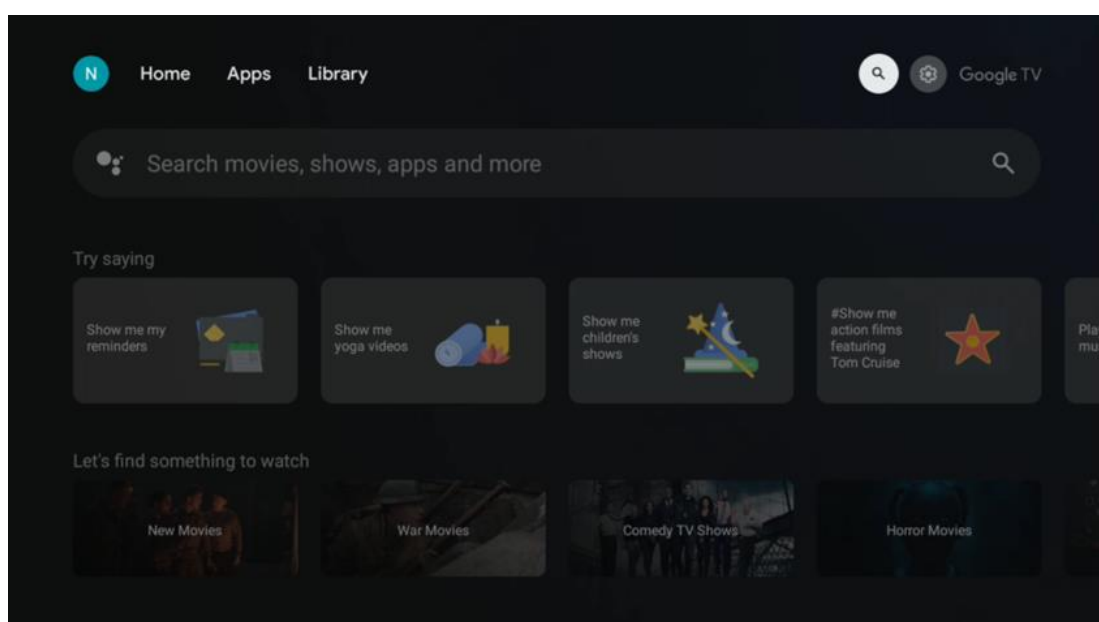 N
Home
Apps
Library
Google TV
Search movies, shows, apps and more
Try saying
Show me my
reminders
Show me
yoga videos
Show me
children's
shows
#Show me
action films
featuring
Tom Cruise
Pla
mu
Let's find something to watch
New Movies
War Movies
Comedy TV Shows
Horror Movies